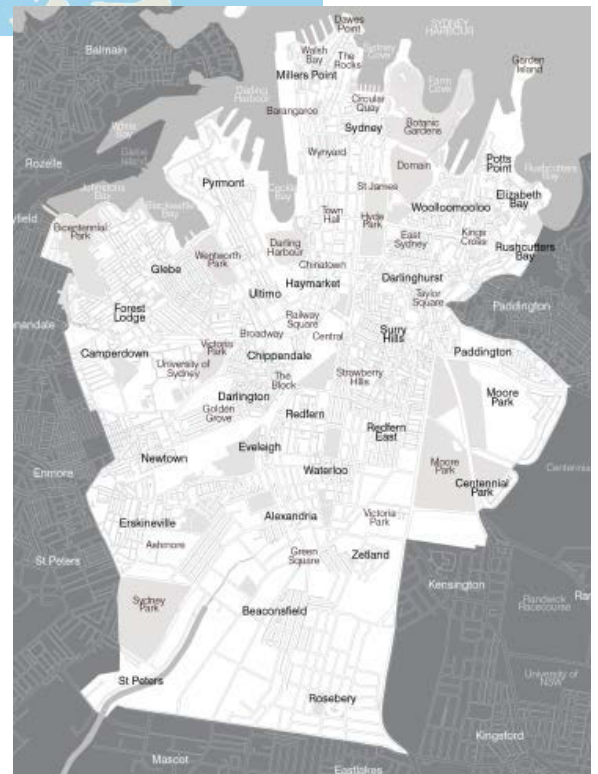 Dawes
Point
SYDNEY
HARBOUR
Balmain
Walsh
Bay
The
Rocks
Sydney
Cove
Millers Point
Farm
Cove
Garden
Island
Darling
Harbour
Circular
Quay
Barangaroo
Botanic
Gardens
Sydney
White
Bay
Glebe
Island
Wynyard
Rozelle
Domain
Potts
Point
Rushcutters
Bay
Johnstons
Bay
Pyrmont
Cockle
Bay
St James
Elizabeth
Bay
Blackwattle
Bay
Woolloomooloo
yfield
Bicentennial
Park
Town
Hall
Hyde
Park
East
Sydney
Kings
Cross
Wentworth
Park
Darling
Harbour
Rushcutters
Bay
Glebe
Chinatown
Haymarket
Darlinghurst
Ultimo
Taylor
Square
Paddington
Forest
Lodge
Railway
Square
nnandale
Broadway
Central
Surry
Hills
Camperdown
Victoria
Park
Chippendale
Paddington
University of
Sydney
The
Block
Strawberry
Hills
Darlington
Moore
Park
Golden
Grove
Redfern
Redfern
East
Eveleigh
Newtown
Waterloo
Moore
Park
Centennial
Enmore
Centennial
Park
Erskineville
Alexandria
Victoria
Park
Ashmore
Green
Square
Zetland
St Peters
Kensington
Sydney
Park
Beaconsfield
Randwick
Racecourse
Ran
University of
NSW
St Peters
Rosebery
Kingsford
Mascot
Eastlakes